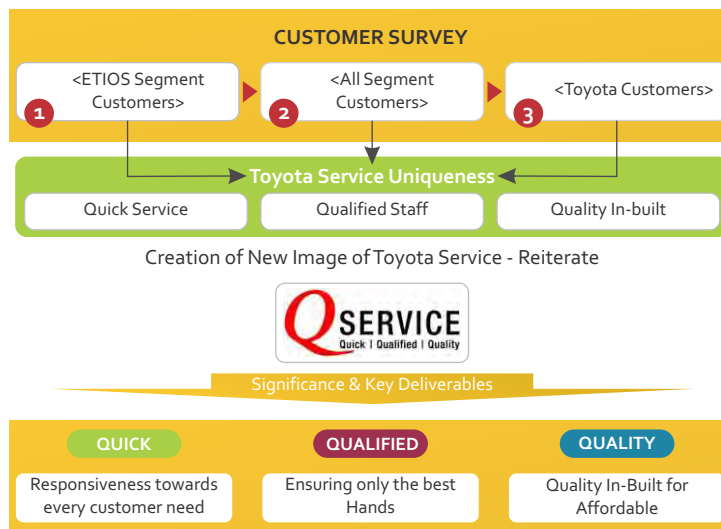 CUSTOMER SURVEY
<ETIOS Segment
Customers>
1
<All Segment
Customers>
2
<Toyota Customers>
3
Toyota Service Uniqueness
Quick Service
Qualified Staff
Quality In-built
Creation of New Image of Toyota Service - Reiterate
Q SERVICE
Quick | Qualified | Quality
Significance & Key Deliverables
QUICK
QUALIFIED
QUALITY
Responsiveness towards
every customer need
Ensuring only the best
Hands
Quality In-Built for
Affordable